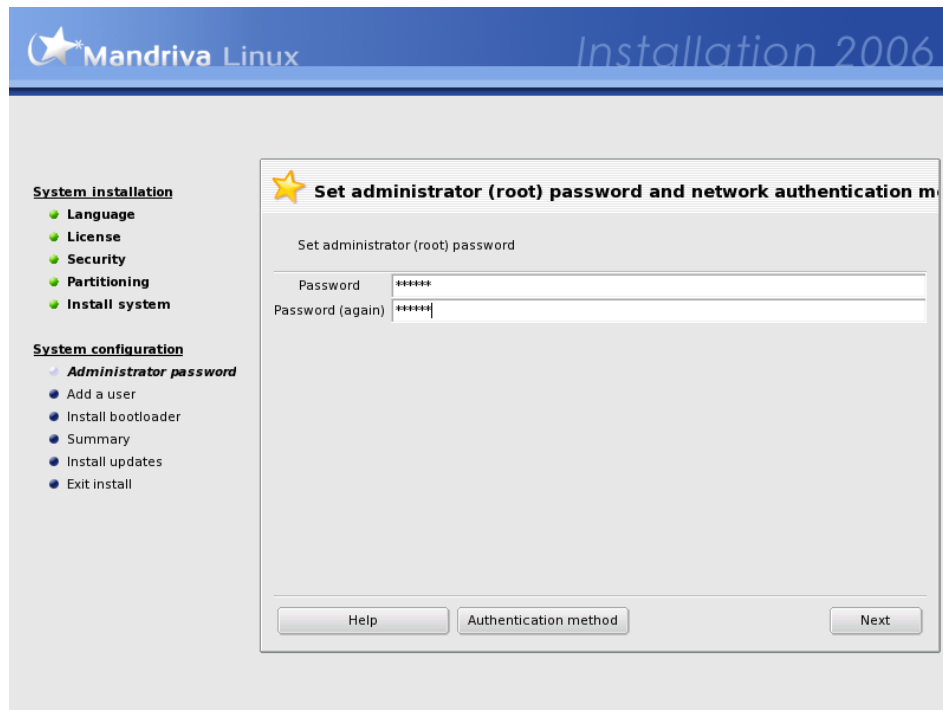 Mandriva Linux
Installation 2006
System installation
Language
License
Security
Partitioning
Install system
System configuration
Administrator password
Add a user
Install bootloader
Summary
Install updates
Exit install
Set administrator (root) password and network authentication m
Set administrator (root) password
Password ******
Password (again) ******
Help
Authentication method
Next